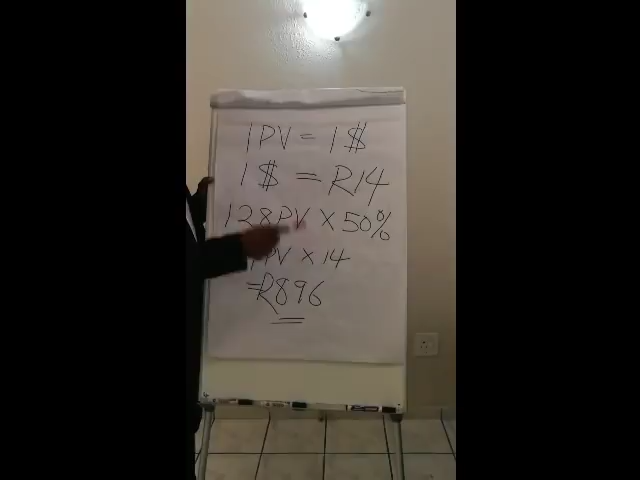 1PV = 1$
1$ = R14
128PV X 50%
PV X 14
=R896